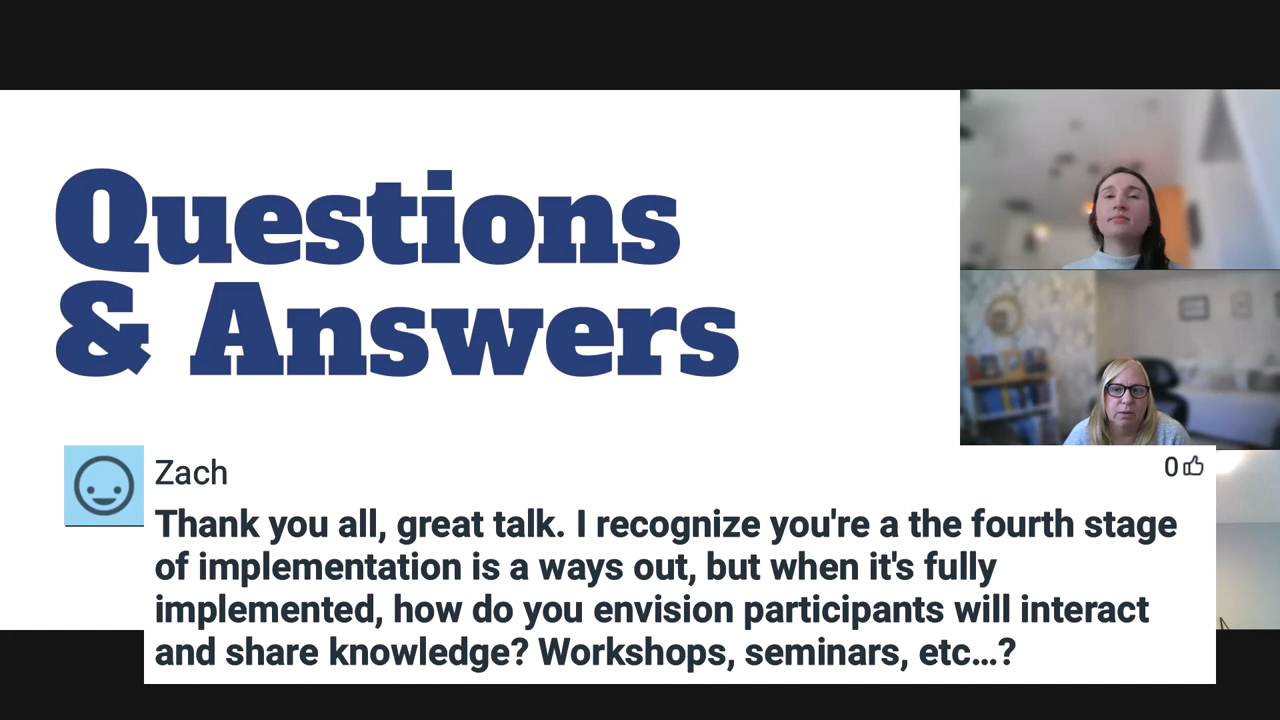 Questions
& Answers
Zach
0
Thank you all, great talk. I recognize you're a the fourth stage
of implementation is a ways out, but when it's fully
implemented, how do you envision participants will interact
and share knowledge? Workshops, seminars, etc...?